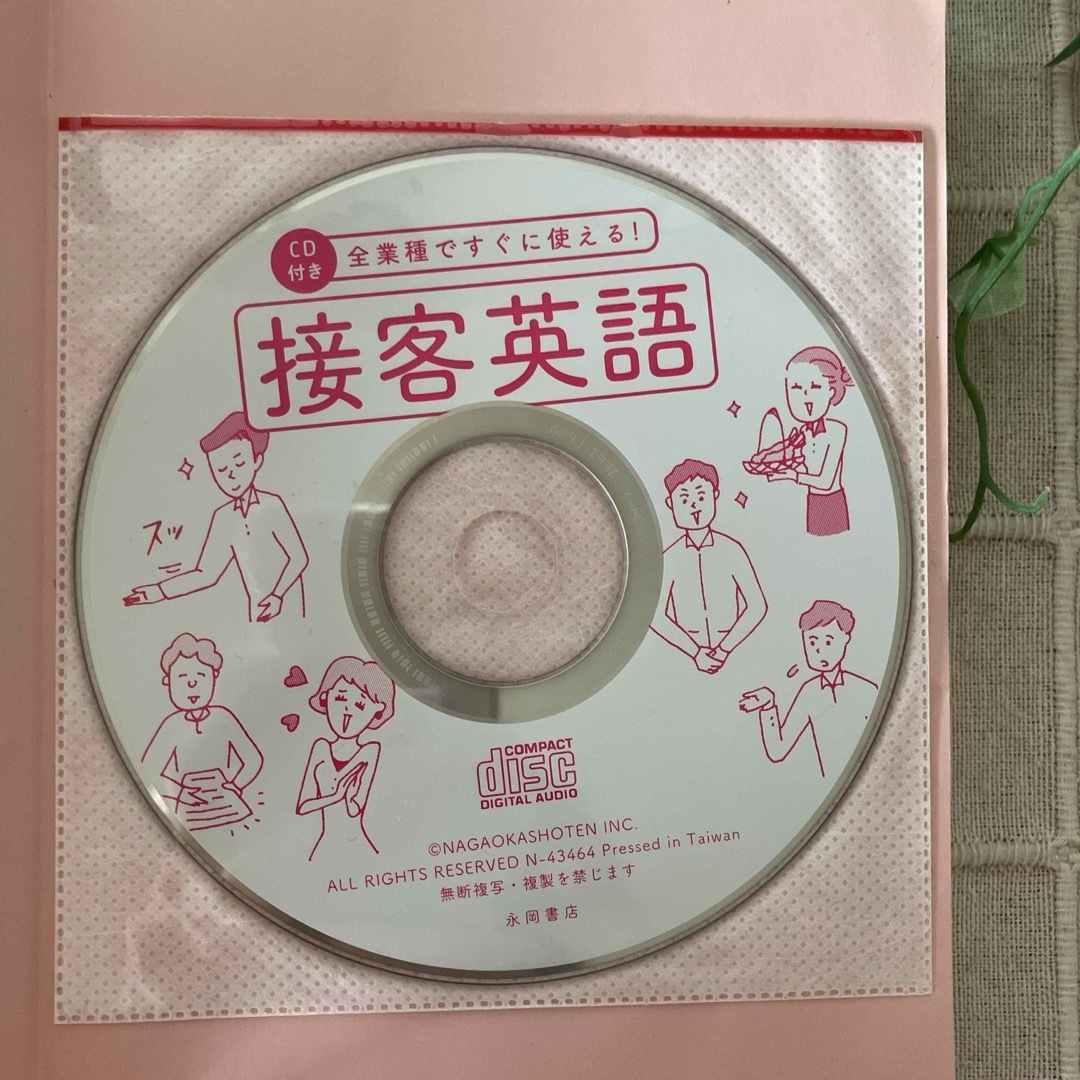 CD
付き
全業種ですぐに使える!
接客英語
スッ
COMPACT
disc
DIGITAL AUDIO
©NAGAOKASHOTEN INC.
ALL RIGHTS RESERVED N-43464 Pressed in Taiwan
無断複写・複製を禁じます
永岡書店